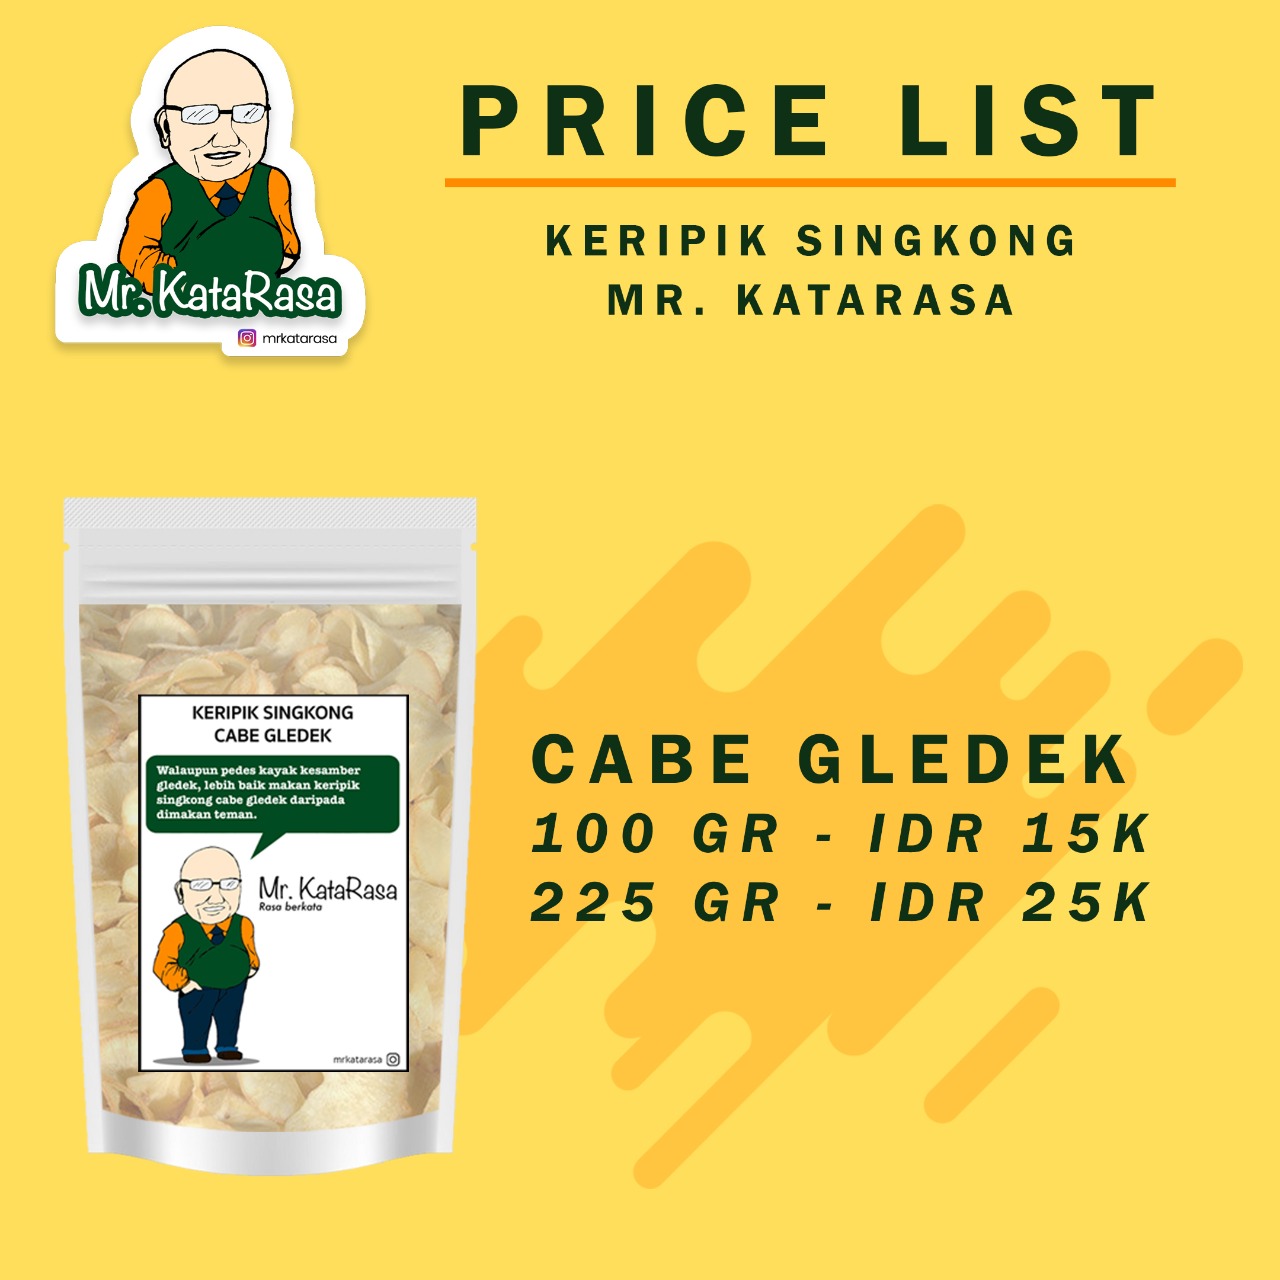 Mr. KataRasa
mrkatarasa
PRICE LIST
KERIPIK SINGKONG
MR. KATARASA
KERIPIK SINGKONG
CABE GLEDEK
Walaupun pedes kayak kesamber
gledek, lebih baik makan keripik
singkong cabe gledek daripada
dimakan teman.
Mr. KataRasa
Rasa berkata
mrkatarasa
CABE GLEDEK
100 GR - IDR 15K
225 GR - IDR 25K